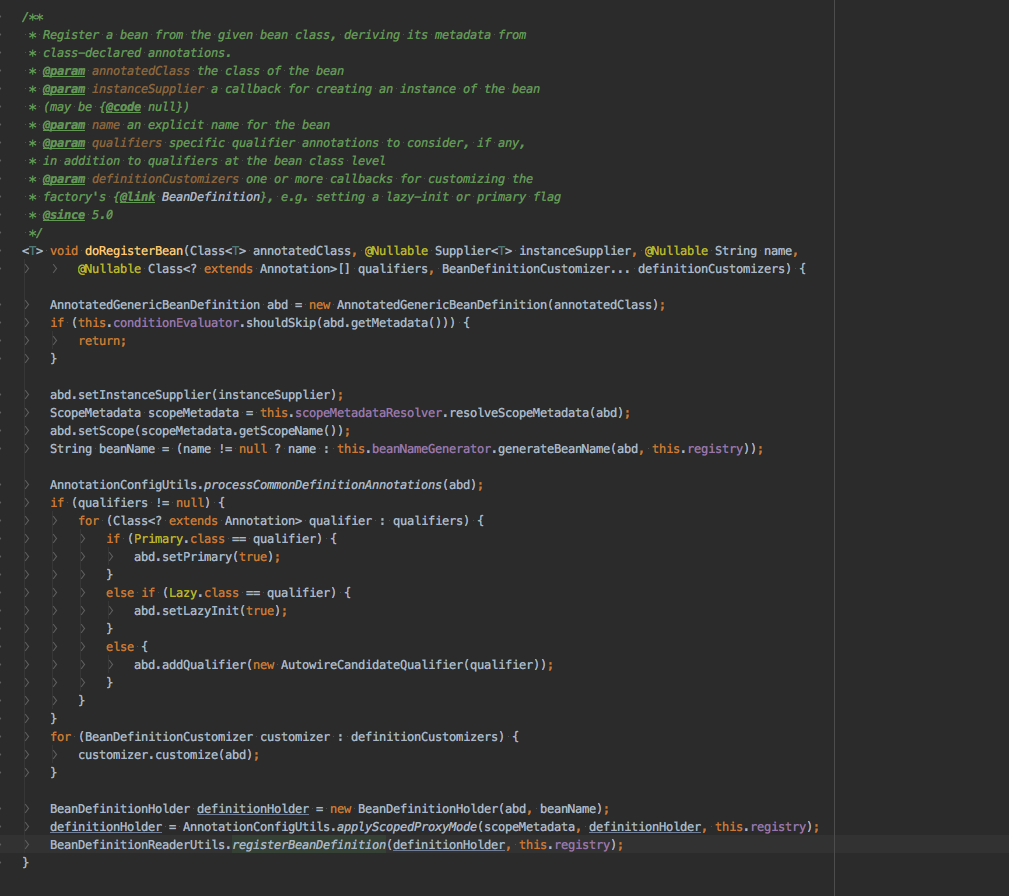 /**
 * Register a bean from the given bean class, deriving its metadata from
 * class-declared annotations.
 * @param annotatedClass the class of the bean
 * @param instanceSupplier a callback for creating an instance of the bean
 * (may be {@code null})
 * @param name an explicit name for the bean
 * @param qualifiers specific qualifier annotations to consider, if any,
 * in addition to qualifiers at the bean class level
 * @param definitionCustomizers one or more callbacks for customizing the
 * factory's {@link BeanDefinition}, e.g. setting a lazy-init or primary flag
 * @since 5.0
 */
<T> void doRegisterBean(Class<T> annotatedClass, @Nullable Supplier<T> instanceSupplier, @Nullable String name,
        @Nullable Class<? extends Annotation>[] qualifiers, BeanDefinitionCustomizer... definitionCustomizers) {

    AnnotatedGenericBeanDefinition abd = new AnnotatedGenericBeanDefinition(annotatedClass);
    if (this.conditionEvaluator.shouldSkip(abd.getMetadata())) {
        return;
    }

    abd.setInstanceSupplier(instanceSupplier);
    ScopeMetadata scopeMetadata = this.scopeMetadataResolver.resolveScopeMetadata(abd);
    abd.setScope(scopeMetadata.getScopeName());
    String beanName = (name != null ? name : this.beanNameGenerator.generateBeanName(abd, this.registry));

    AnnotationConfigUtils.processCommonDefinitionAnnotations(abd);
    if (qualifiers != null) {
        for (Class<? extends Annotation> qualifier : qualifiers) {
            if (Primary.class == qualifier) {
                abd.setPrimary(true);
            }
            else if (Lazy.class == qualifier) {
                abd.setLazyInit(true);
            }
            else {
                abd.addQualifier(new AutowireCandidateQualifier(qualifier));
            }
        }
    }
    for (BeanDefinitionCustomizer customizer : definitionCustomizers) {
        customizer.customize(abd);
    }

    BeanDefinitionHolder definitionHolder = new BeanDefinitionHolder(abd, beanName);
    definitionHolder = AnnotationConfigUtils.applyScopedProxyMode(scopeMetadata, definitionHolder, this.registry);
    BeanDefinitionReaderUtils.registerBeanDefinition(definitionHolder, this.registry);
}